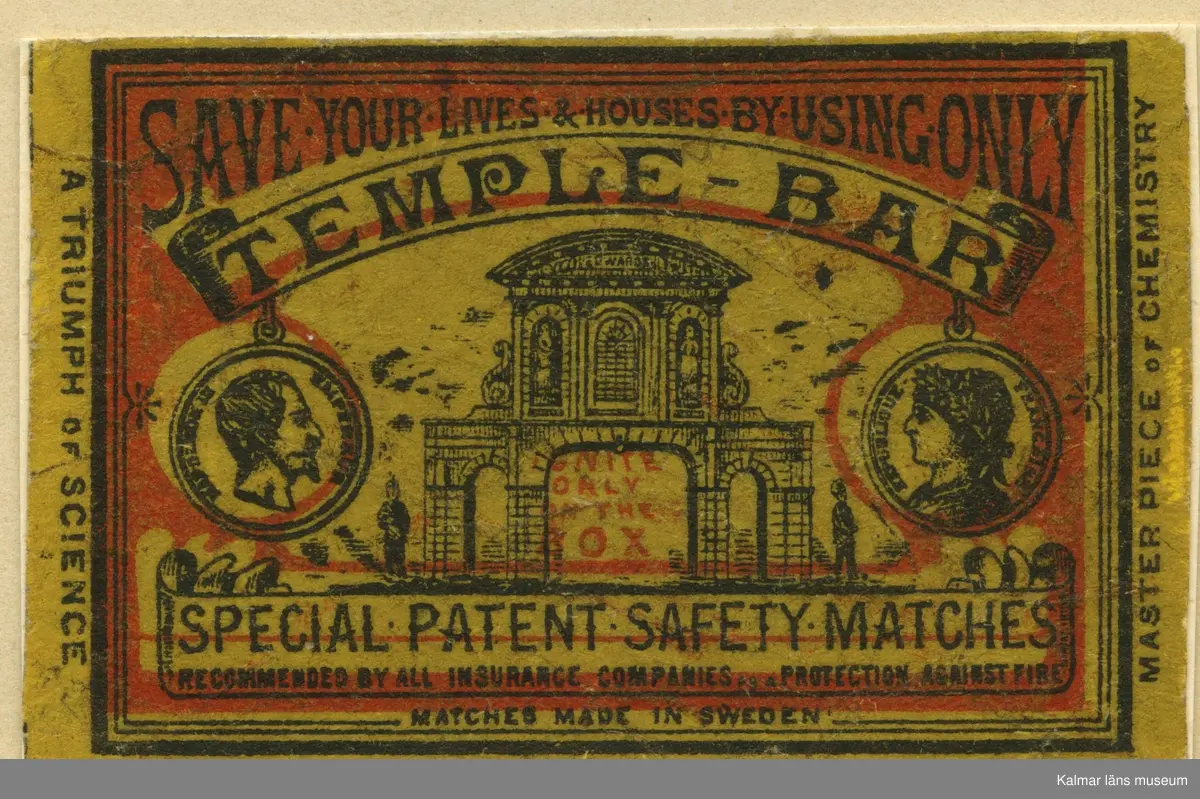 SAVE·YOUR·LIVES·&·HOUSES·BY·USING·ONLY
TEMPLE-BAR
REPUBLIQUE
IGNITE
ONLY
ON THE
BOX
SPECIAL·PATENT·SAFETY·MATCHES
RECOMMENDED BY ALL INSURANCE COMPANIES as a PROTECTION AGAINST FIRE
MATCHES MADE IN SWEDEN
A TRIUMPH OF SCIENCE
MASTER PIECE OF CHEMISTRY
Kalmar läns museum